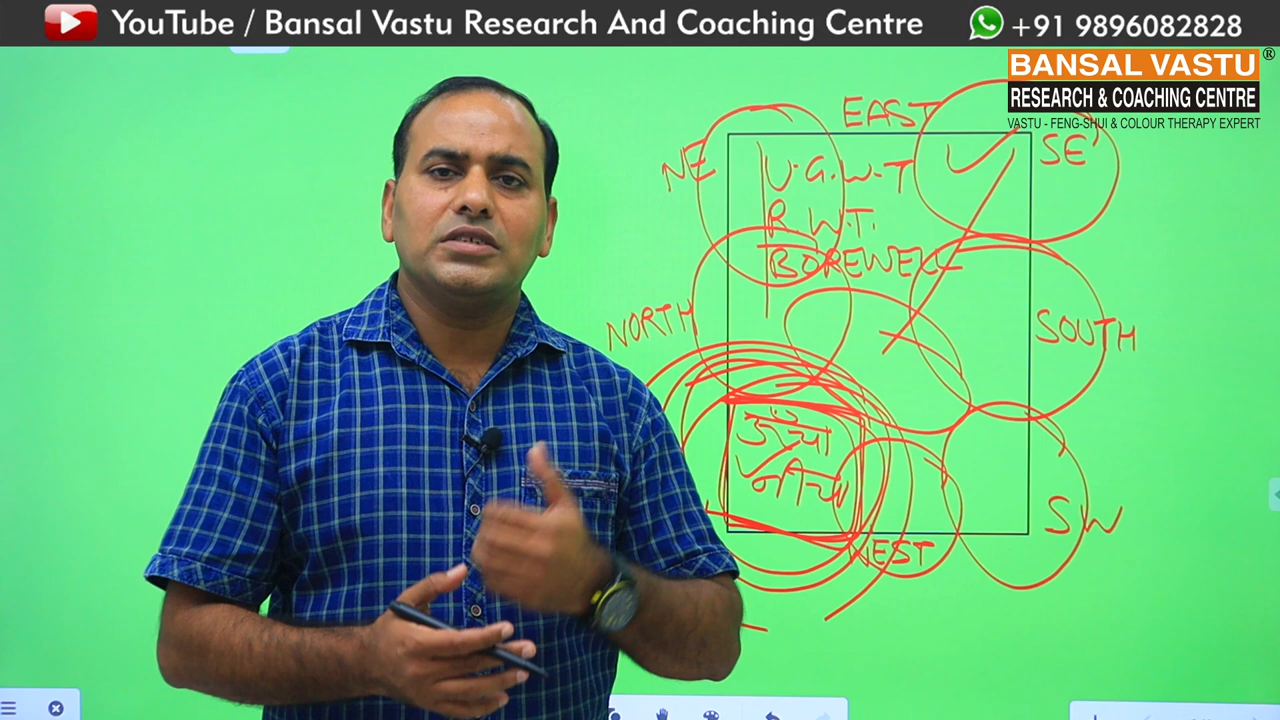 YouTube / Bansal Vastu Research And Coaching Centre
+91 9896082828
BANSAL VASTU®
RESEARCH & COACHING CENTRE
VASTU - FENG-SHUI & COLOUR THERAPY EXPERT
EAST
NE
SE
U.G.W.T
R.W.T.
BOREWELL
NORTH
SOUTH
ऊँचा
नीचा
SW
WEST